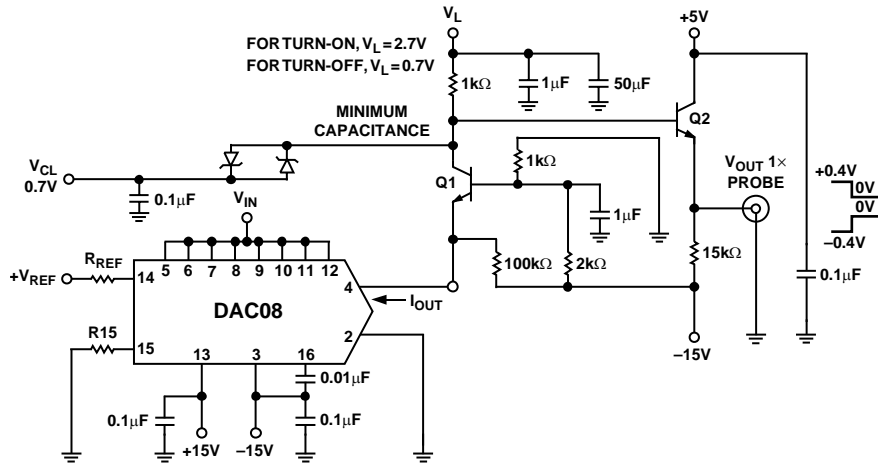 V_L
+5V
FOR TURN-ON, V_L = 2.7V
FOR TURN-OFF, V_L = 0.7V
1kΩ
1µF
50µF
MINIMUM
CAPACITANCE
Q2
V_CL
0.7V
0.1µF
Q1
1kΩ
V_OUT 1×
PROBE
+0.4V
0V
0V
−0.4V
V_IN
1µF
R_REF
+V_REF
5 6 7 8 9 10 11 12
14
4
100kΩ
2kΩ
15kΩ
0.1µF
DAC08
I_OUT
R15
15
2
13
3
16
−15V
0.01µF
0.1µF
0.1µF
+15V
−15V